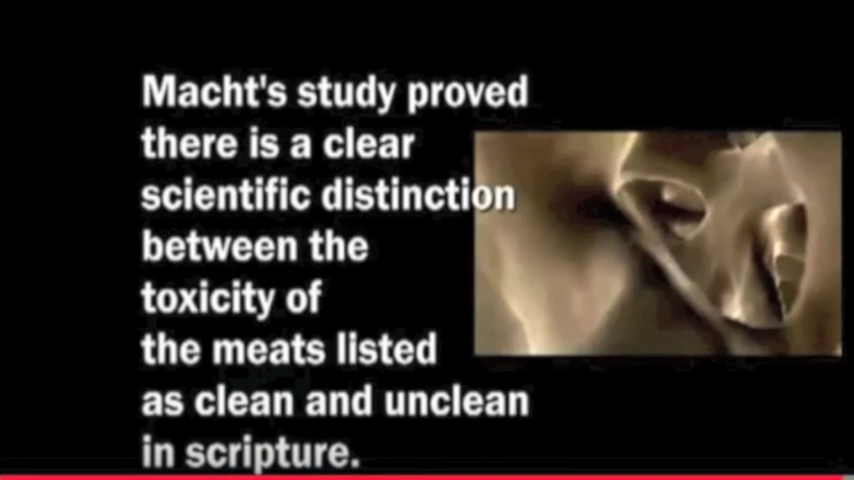 Macht's study proved
there is a clear
scientific distinction
between the
toxicity of
the meats listed
as clean and unclean
in scripture.